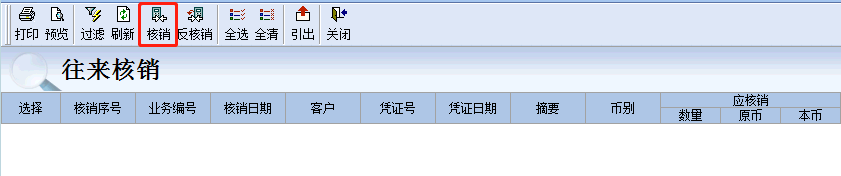 打印 预览 过滤 刷新 核销 反核销 全选 全清 引出 关闭
往来核销
选择 核销序号 业务编号 核销日期 客户 凭证号 凭证日期 摘要 币别 应核销
数量 原币 本币